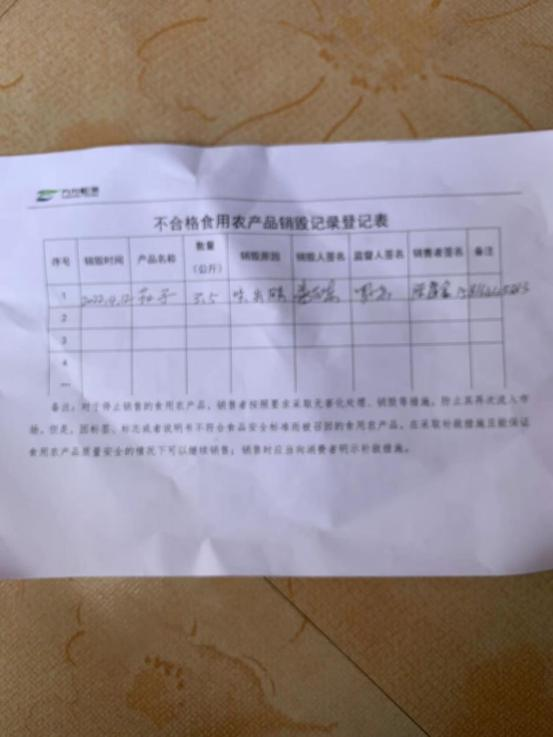 不合格食用农产品销毁记录登记表
序号 销毁时间 产品名称 数量（公斤） 销毁原因 销毁人签名 监督人签名 销售者签名 备注
1 2022.9.12 茄子
2
3
4
备注：对于停止销售的食用农产品，销售者按照要求采取无害化处理、销毁等措施，防止其再次流入市
场。但是，因标签、标志或者说明书不符合食品安全标准而被召回的食用农产品，在采取补救措施且能保证
食用农产品质量安全的情况下可以继续销售；销售时应当向消费者明示补救措施。